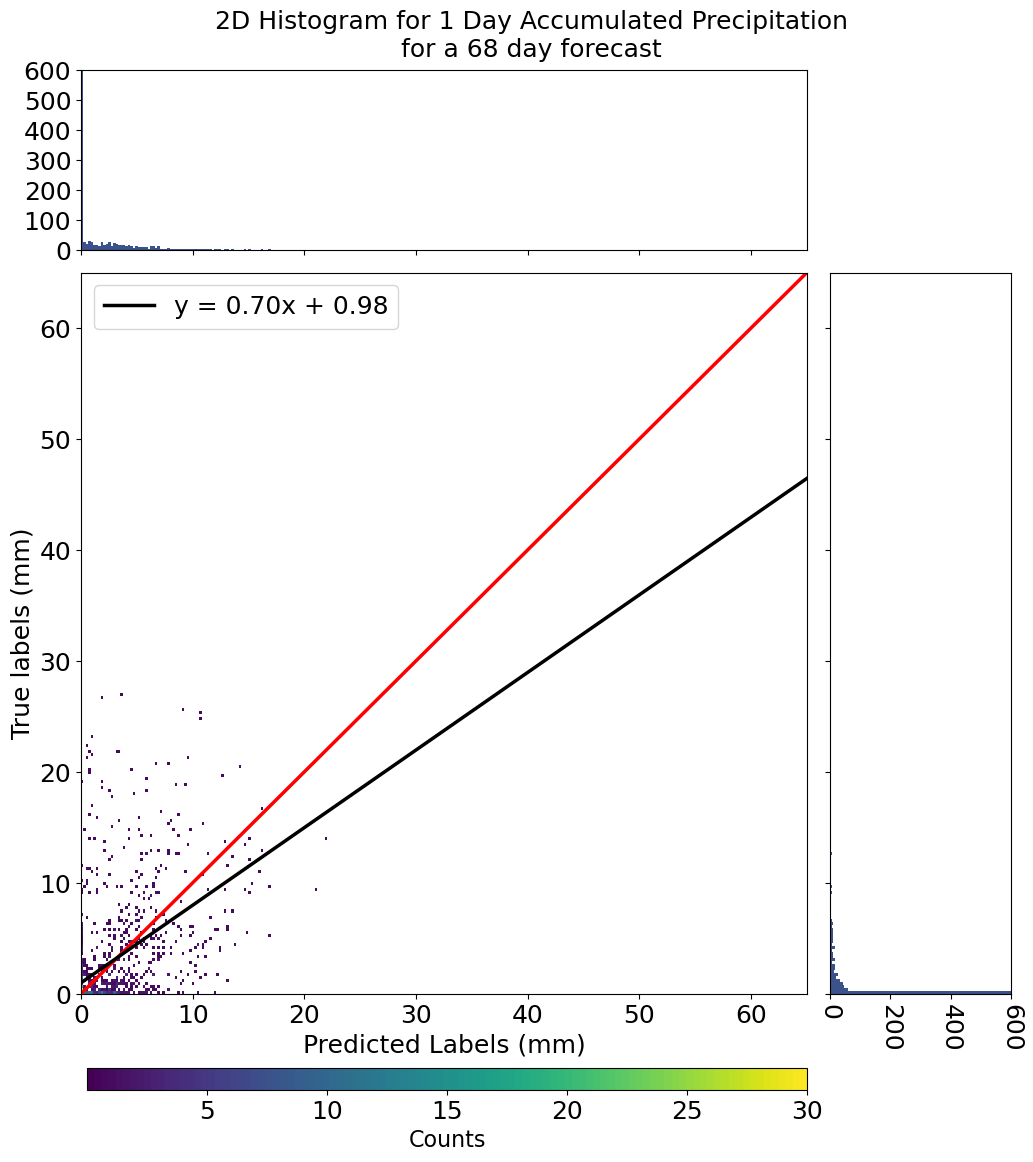 2D Histogram for 1 Day Accumulated Precipitation
for a 68 day forecast
600
500
400
300
200
100
0
y = 0.70x + 0.98
60
50
40
30
20
10
0
True labels (mm)
0 10 20 30 40 50 60
Predicted Labels (mm)
0 200 400 600
5 10 15 20 25 30
Counts